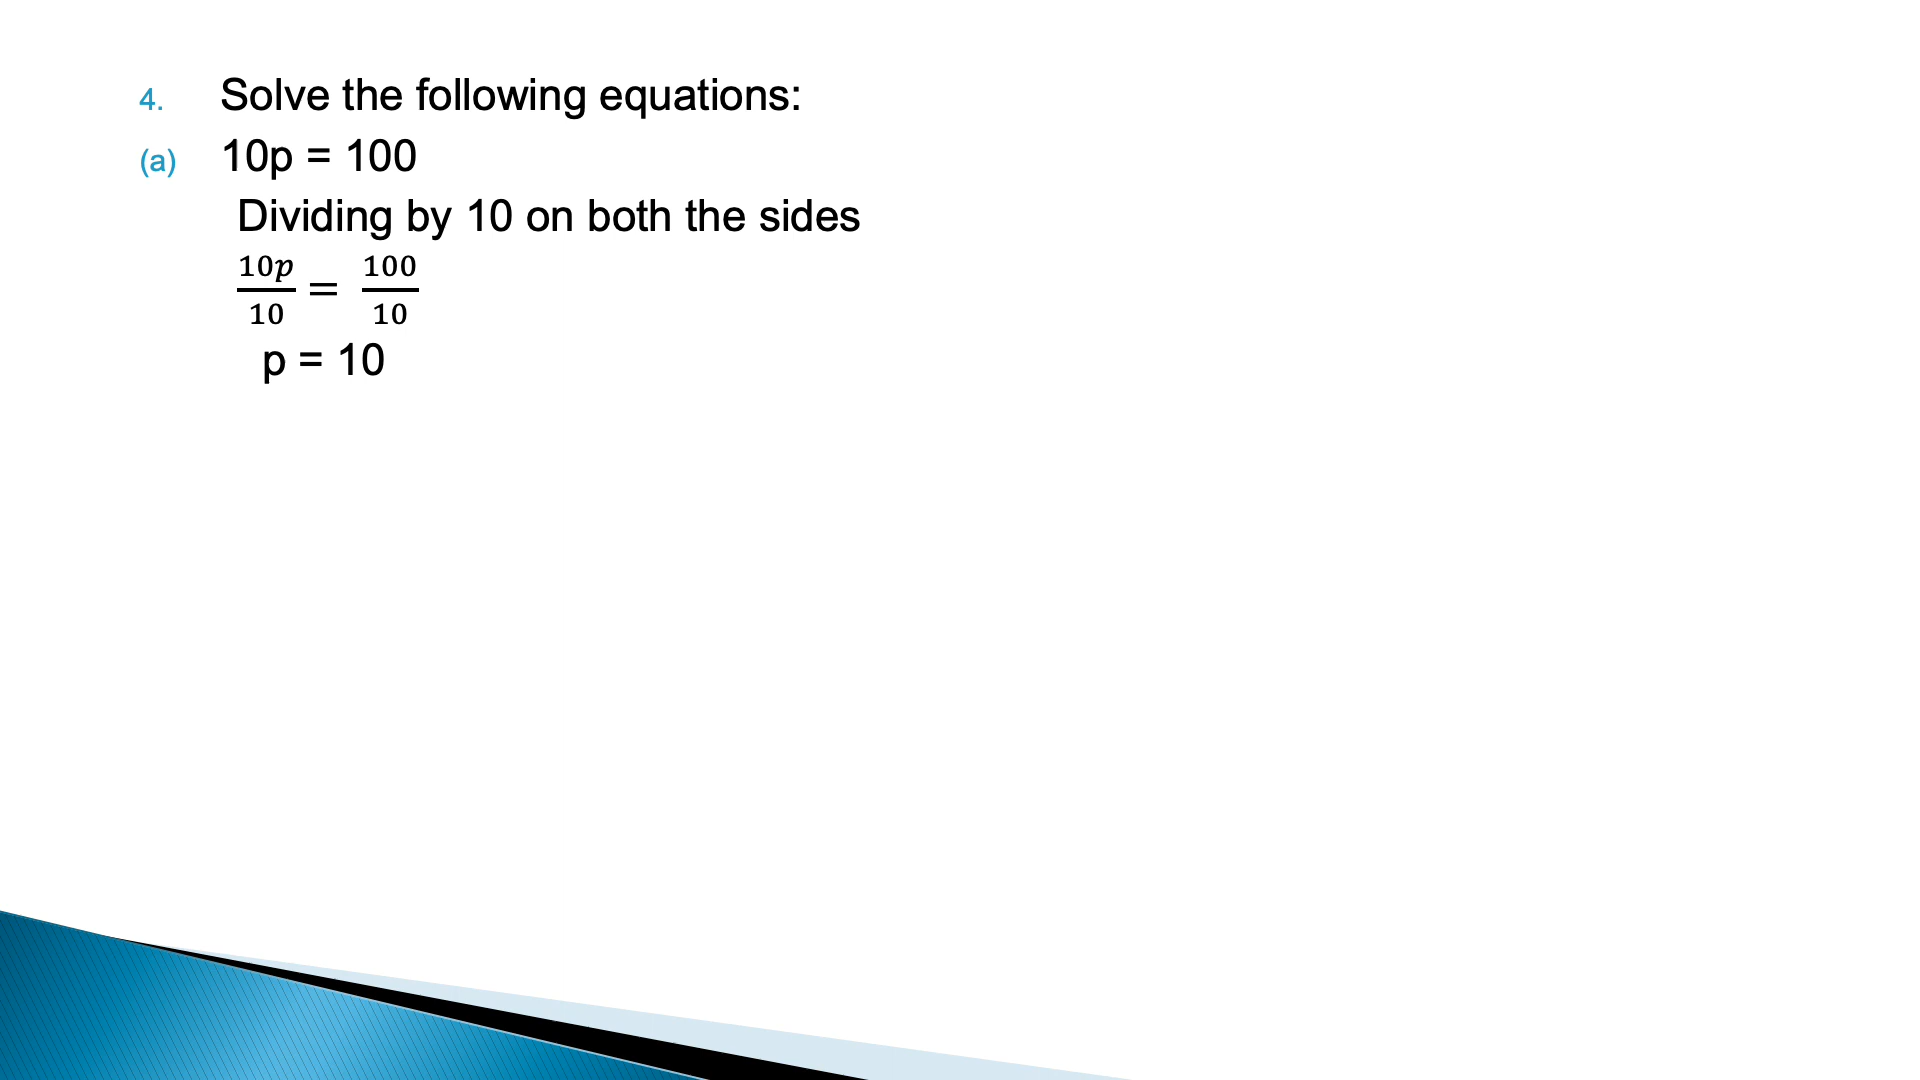 4. Solve the following equations:
(a) 10p = 100
Dividing by 10 on both the sides
10p/10 = 100/10
p = 10